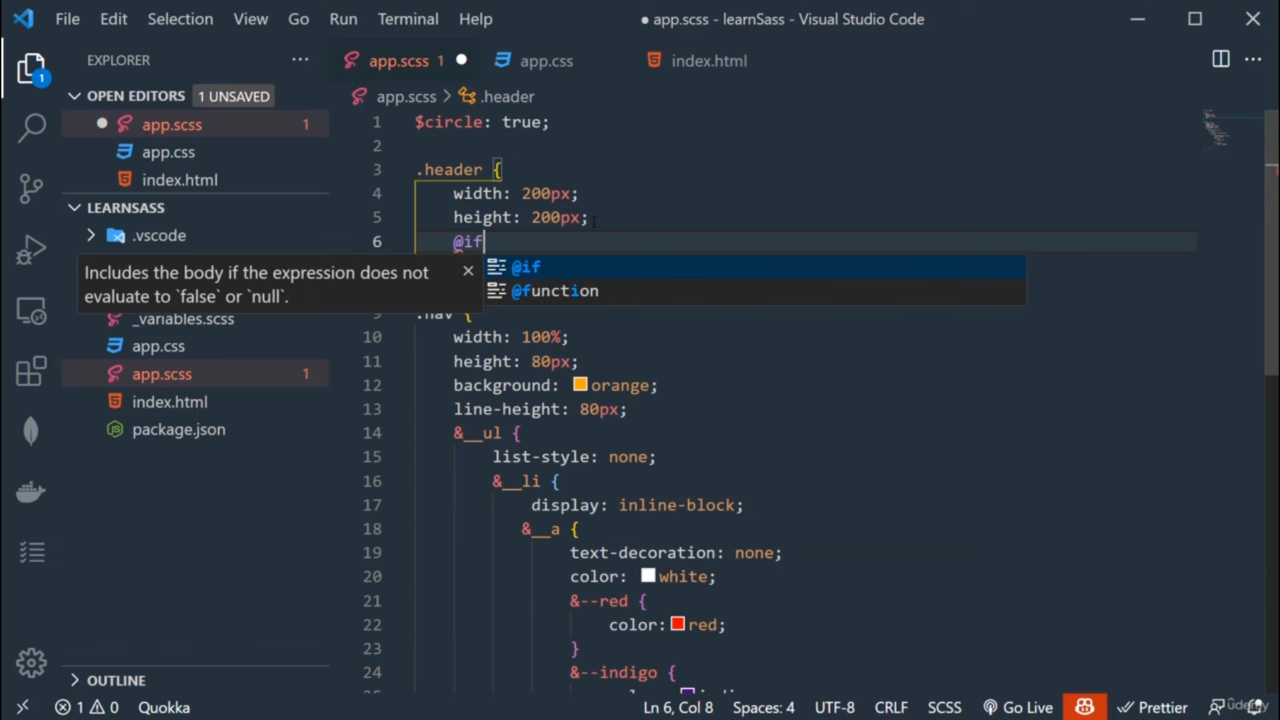 File Edit Selection View Go Run Terminal Help
● app.scss - learnSass - Visual Studio Code
EXPLORER
OPEN EDITORS 1 UNSAVED
app.scss 1
app.css
index.html
LEARNSASS
.vscode
_variables.scss
app.css
app.scss 1
index.html
package.json
OUTLINE
app.scss 1 app.css index.html
app.scss > .header
1 $circle: true;
2
3 .header {
4 width: 200px;
5 height: 200px;
6 @if
Includes the body if the expression does not
evaluate to `false` or `null`.
@if
@function
9 .nav {
10 width: 100%;
11 height: 80px;
12 background: orange;
13 line-height: 80px;
14 &__ul {
15 list-style: none;
16 &__li {
17 display: inline-block;
18 &__a {
19 text-decoration: none;
20 color: white;
21 &--red {
22 color: red;
23 }
24 &--indigo {
1
1 0 Quokka Ln 6, Col 8 Spaces: 4 UTF-8 CRLF SCSS Go Live Prettier